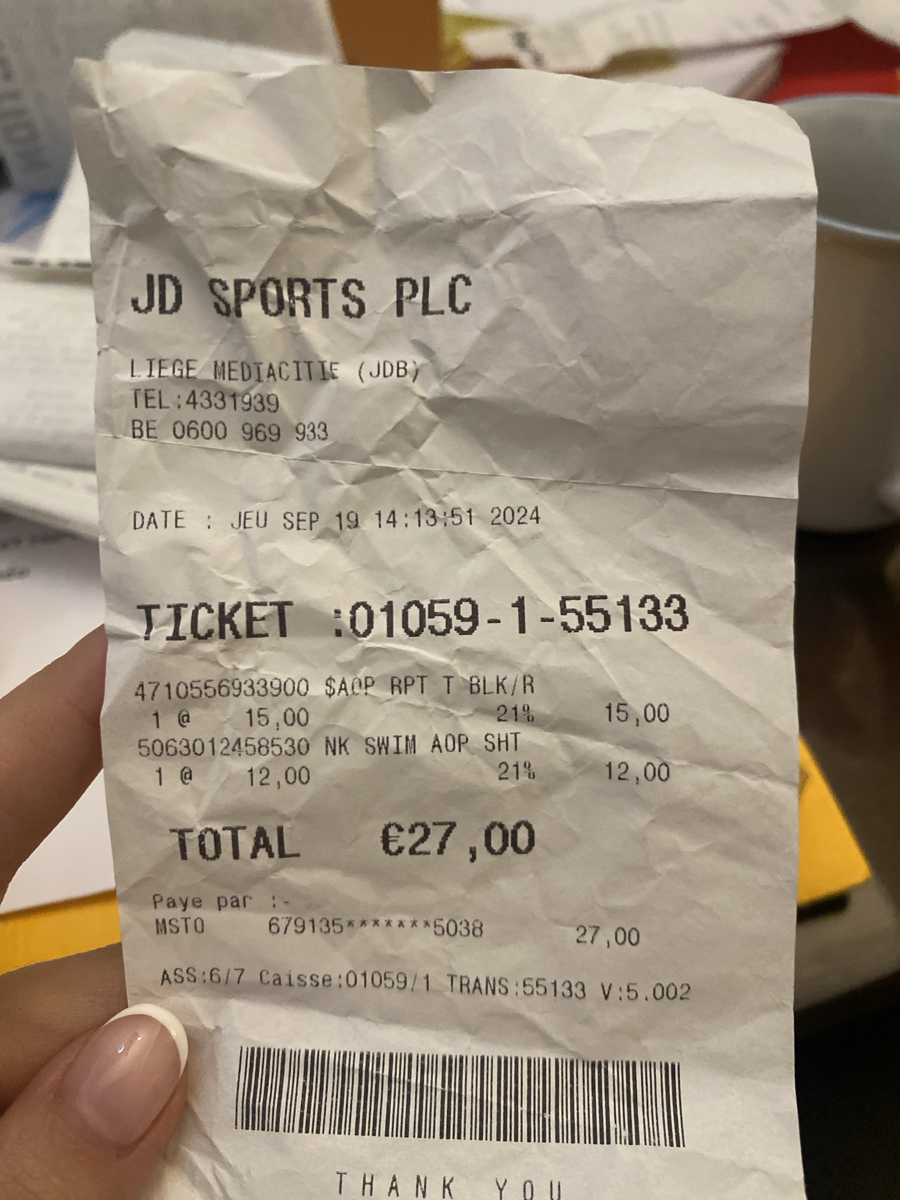 JD SPORTS PLC
LIEGE MEDIACITIE (JDB)
TEL:4331939
BE 0600 969 933
DATE : JEU SEP 19 14:13:51 2024
TICKET :01059-1-55133
4710556933900 $AOP RPT T BLK/R
1 @ 15,00 21% 15,00
5063012458530 NK SWIM AOP SHT
1 @ 12,00 21% 12,00
TOTAL €27,00
Paye par :-
MSTO 679135*******5038 27,00
ASS:6/7 Caisse:01059/1 TRANS:55133 V:5.002
THANK YOU